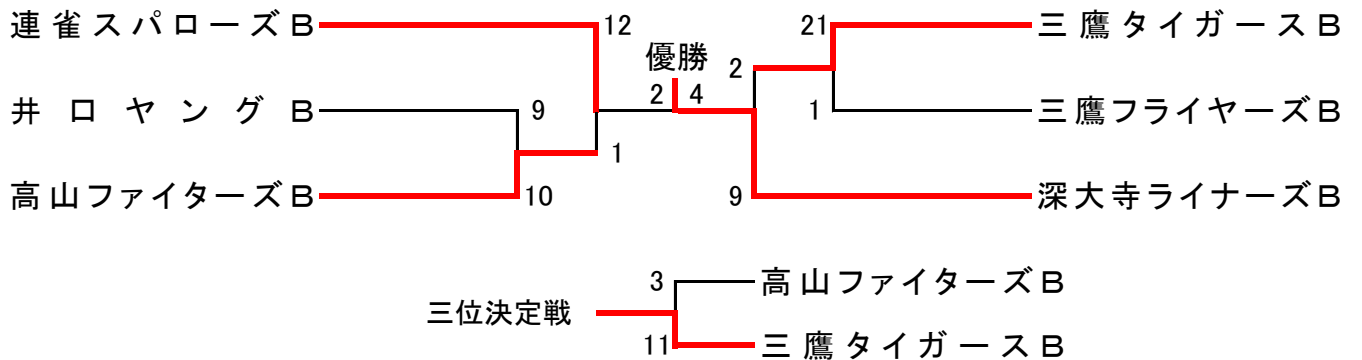 連雀スパローズB 12 21 三鷹タイガースB
優勝
2
2 4
井口ヤングB 9 1 三鷹フライヤーズB
1
高山ファイターズB 10 9 深大寺ライナーズB
3 高山ファイターズB
三位決定戦
11 三鷹タイガースB